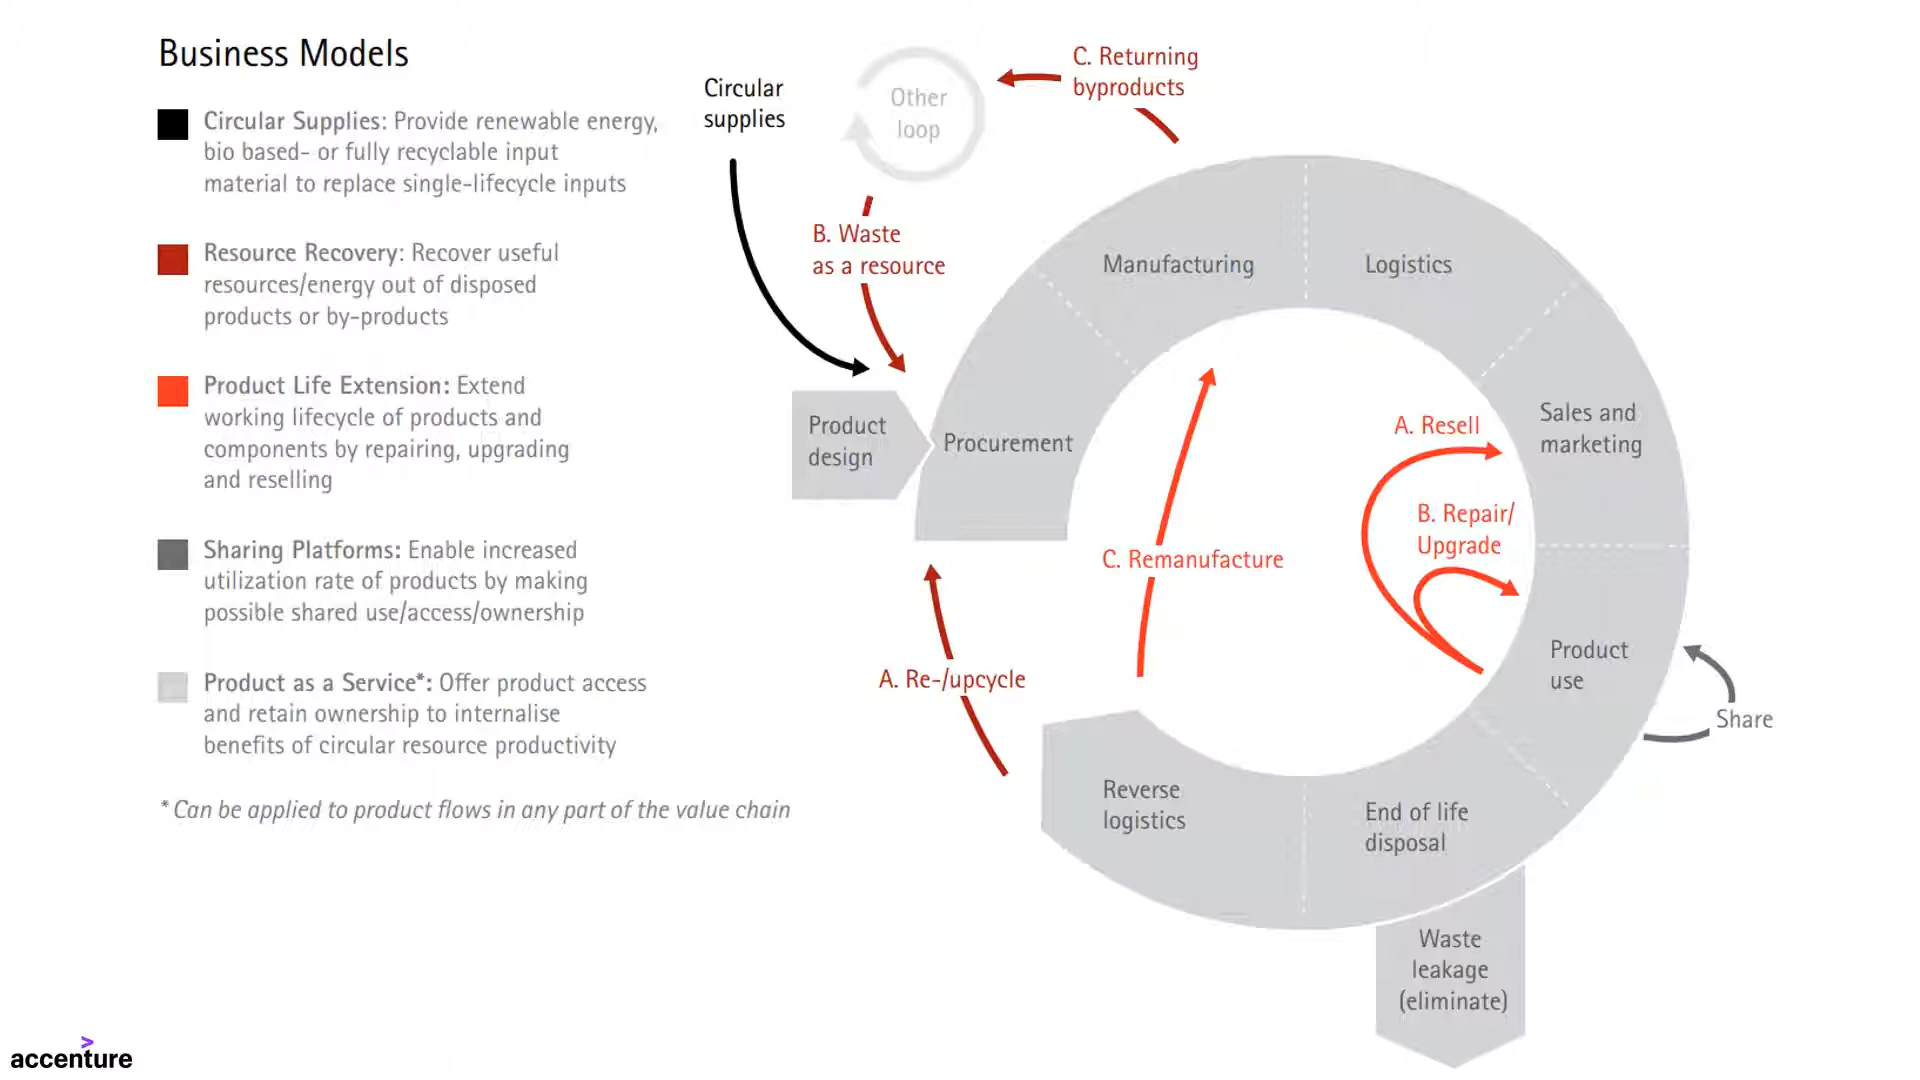 Business Models
Circular Supplies: Provide renewable energy,
bio based- or fully recyclable input
material to replace single-lifecycle inputs
Resource Recovery: Recover useful
resources/energy out of disposed
products or by-products
Product Life Extension: Extend
working lifecycle of products and
components by repairing, upgrading
and reselling
Sharing Platforms: Enable increased
utilization rate of products by making
possible shared use/access/ownership
Product as a Service*: Offer product access
and retain ownership to internalise
benefits of circular resource productivity
* Can be applied to product flows in any part of the value chain
Circular
supplies
Other
loop
C. Returning
byproducts
B. Waste
as a resource
Manufacturing
Logistics
Product
design
Procurement
A. Resell
Sales and
marketing
B. Repair/
Upgrade
C. Remanufacture
A. Re-/upcycle
Product
use
Share
Reverse
logistics
End of life
disposal
Waste
leakage
(eliminate)
accenture